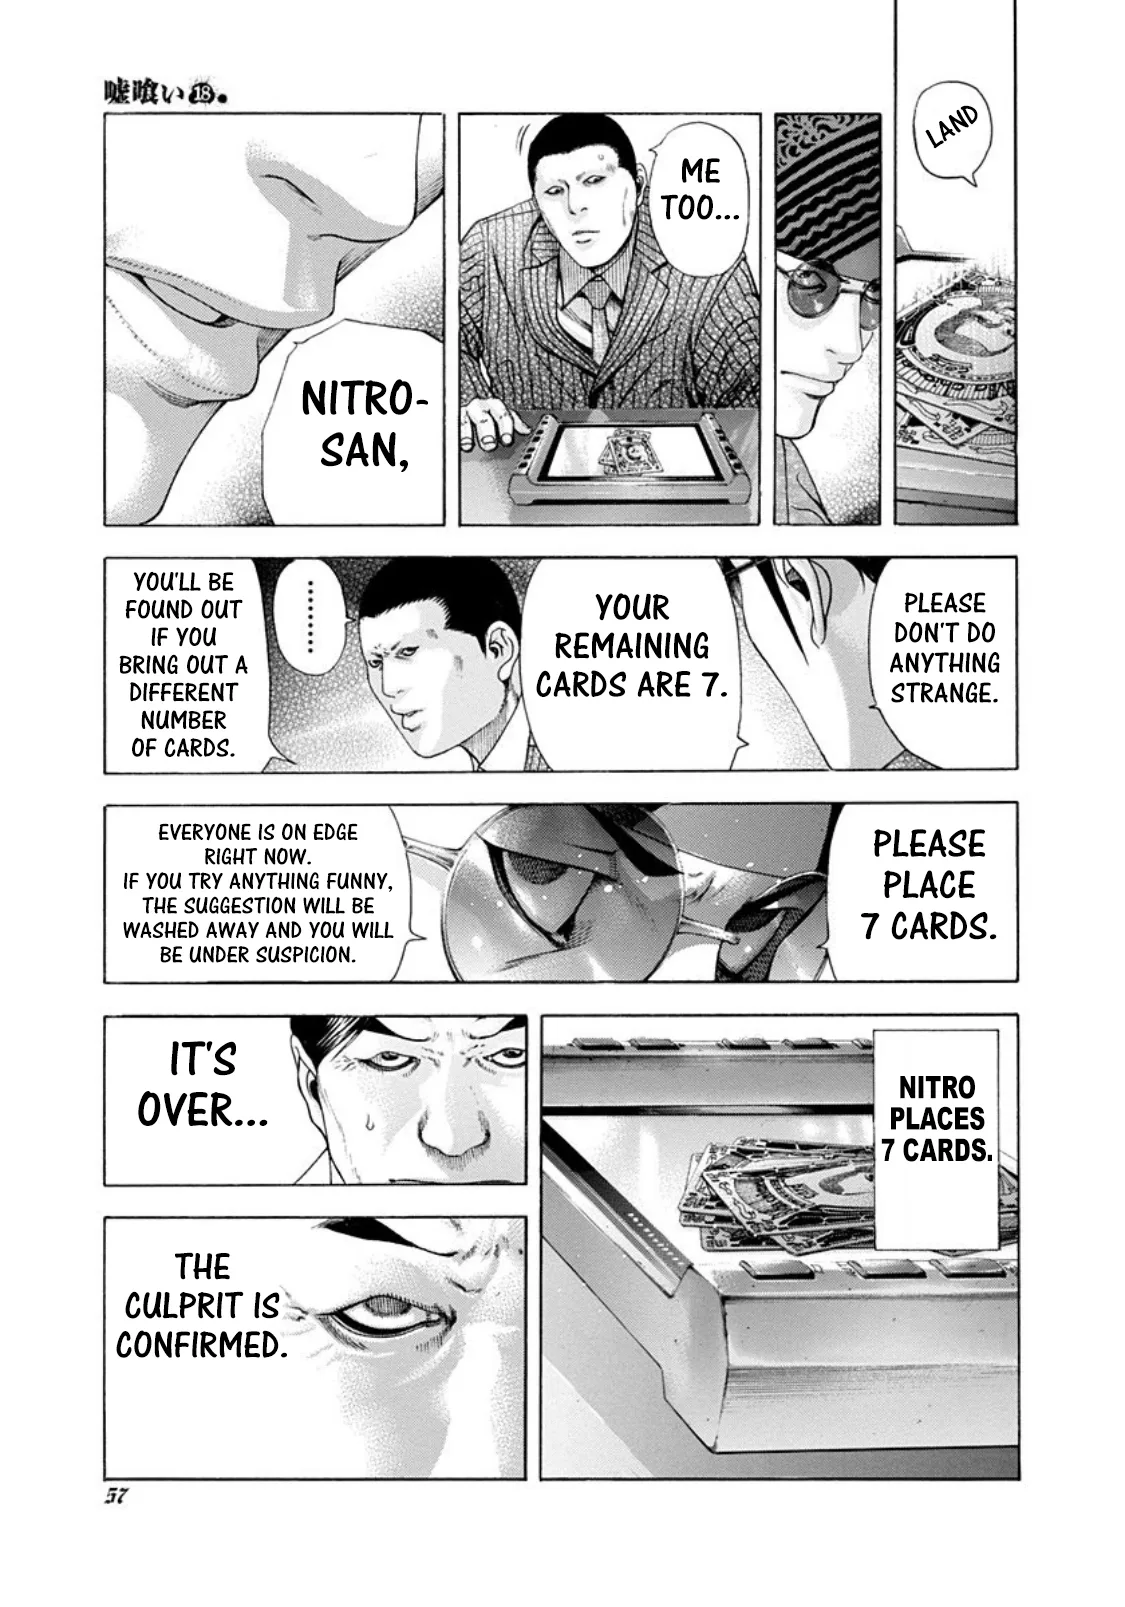 嘘喰い 18
LAND
ME
TOO...
NITRO-
SAN,
PLEASE
DON'T DO
ANYTHING
STRANGE.
YOUR
REMAINING
CARDS ARE 7.
.........
YOU'LL BE
FOUND OUT
IF YOU
BRING OUT A
DIFFERENT
NUMBER
OF CARDS.
PLEASE
PLACE
7 CARDS.
EVERYONE IS ON EDGE
RIGHT NOW.
IF YOU TRY ANYTHING FUNNY,
THE SUGGESTION WILL BE
WASHED AWAY AND YOU WILL
BE UNDER SUSPICION.
NITRO
PLACES
7 CARDS.
IT'S
OVER...
THE
CULPRIT IS
CONFIRMED.
57